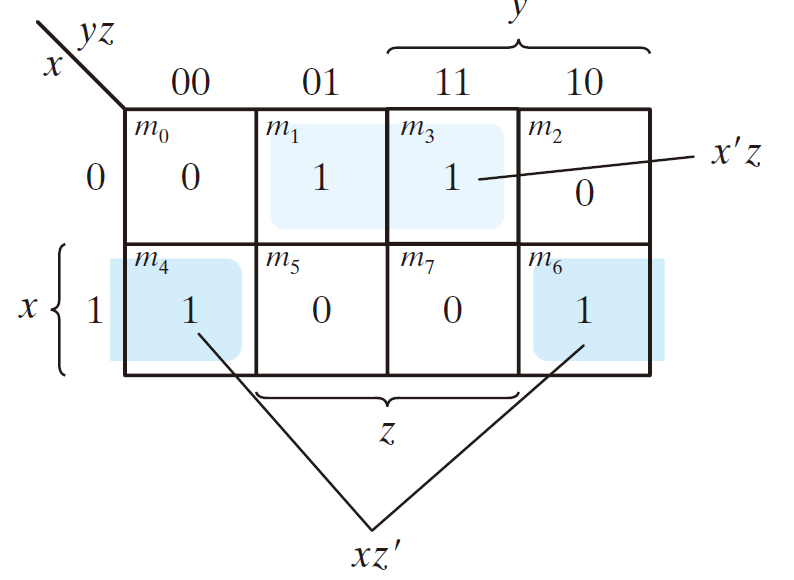 y
yz
x
00 01 11 10
m₀ m₁ m₃ m₂
x′z
0 0 1 1 0
m₄ m₅ m₇ m₆
x 1 1 0 0 1
z
xz′